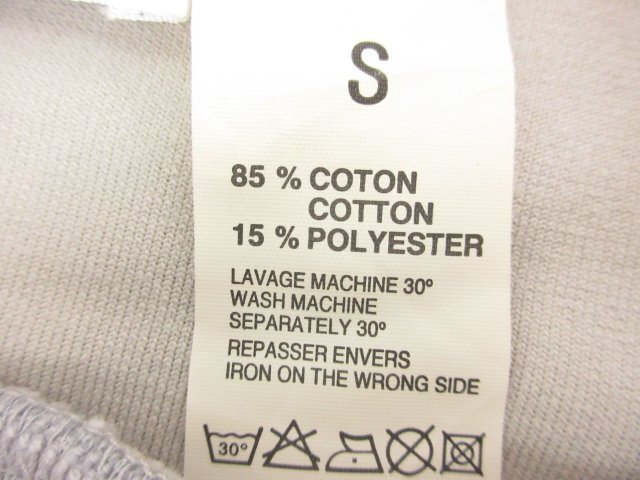 S
85 % COTON
COTTON
15 % POLYESTER
LAVAGE MACHINE 30º
WASH MACHINE
SEPARATELY 30º
REPASSER ENVERS
IRON ON THE WRONG SIDE
30º